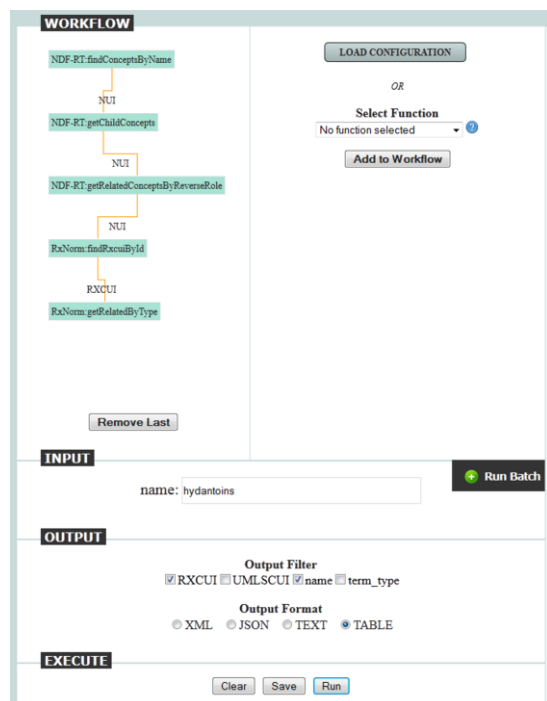 WORKFLOW
NDF-RT:findConceptsByName
NUI
NDF-RT:getChildConcepts
NUI
NDF-RT:getRelatedConceptsByReverseRole
NUI
RxNorm:findRxcuiById
RXCUI
RxNorm:getRelatedByType
Remove Last
LOAD CONFIGURATION
OR
Select Function
No function selected
?
Add to Workflow
INPUT
Run Batch
name: hydantoins
OUTPUT
Output Filter
RXCUI UMLSCUI name term_type
Output Format
XML JSON TEXT TABLE
EXECUTE
Clear Save Run